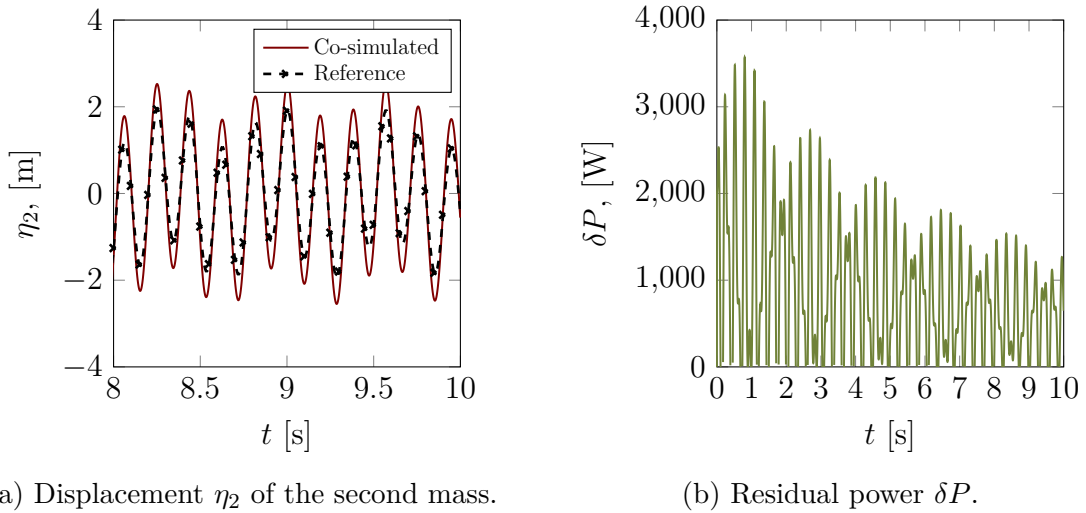 4
2
0
−2
−4
η2, [m]
Co-simulated
Reference
8
8.5
9
9.5
10
t [s]
a) Displacement η2 of the second mass.
4,000
3,000
2,000
1,000
0
δP, [W]
0 1 2 3 4 5 6 7 8 9 10
t [s]
(b) Residual power δP.